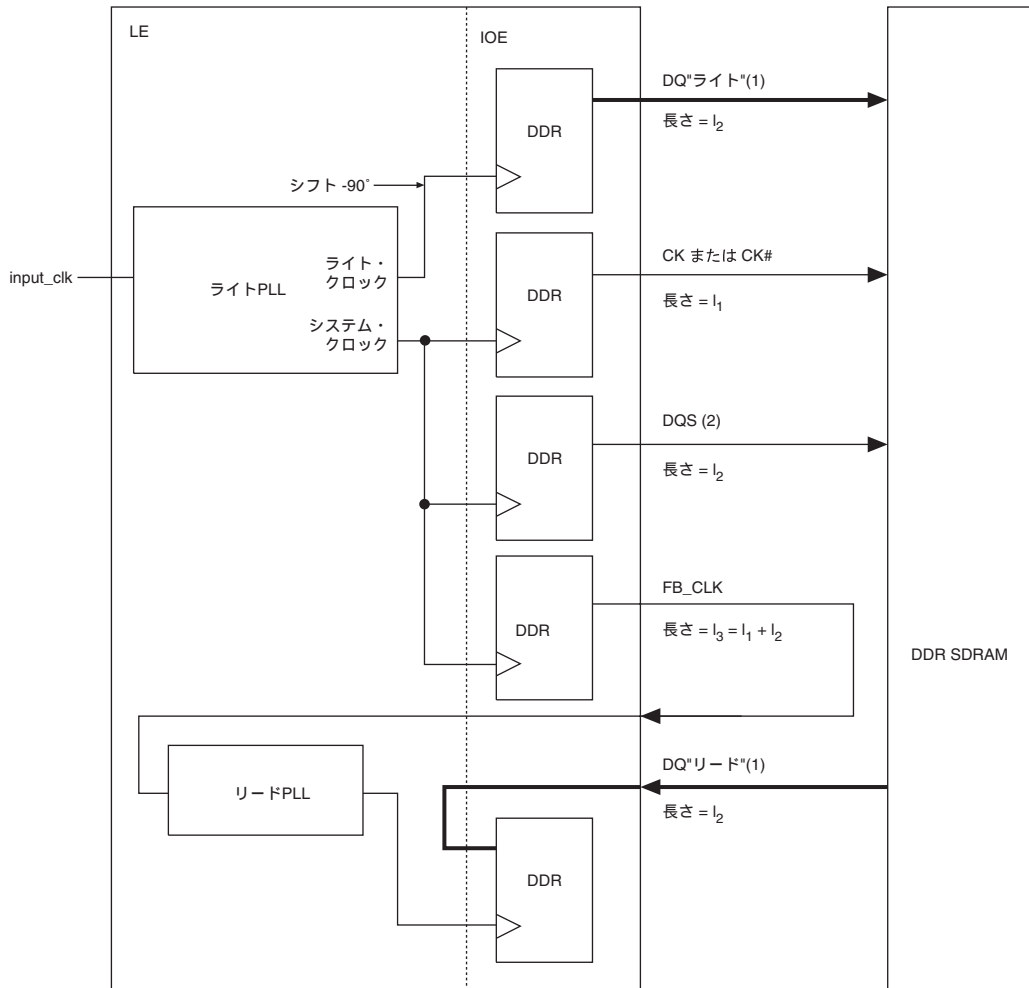 LE
IOE
DDR
DQ"ライト"(1)
長さ = l2
シフト -90˚
input_clk
ライトPLL
ライト・
クロック
システム・
クロック
DDR
CK または CK#
長さ = l1
DDR
DQS (2)
長さ = l2
DDR
FB_CLK
長さ = l3 = l1 + l2
DDR SDRAM
リードPLL
DQ"リード"(1)
長さ = l2
DDR